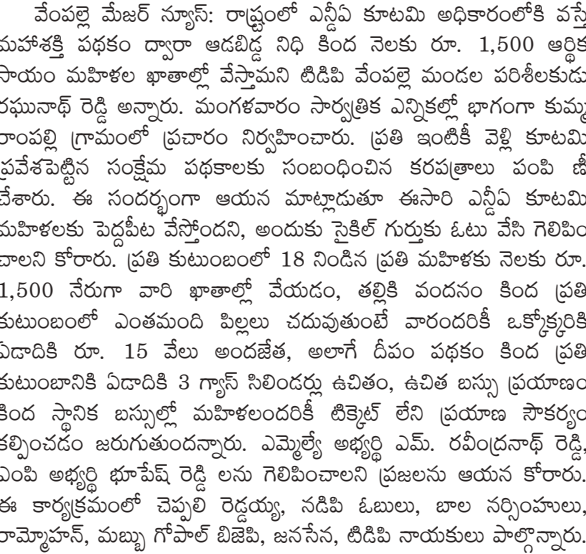 వేంపల్లె మేజర్ న్యూస్: రాష్ట్రంలో ఎన్డీఏ కూటమి అధికారంలోకి వస్తే
మహాశక్తి పథకం ద్వారా ఆడబిడ్డ నిధి కింద నెలకు రూ. 1,500 ఆర్థిక
సాయం మహిళల ఖాతాల్లో వేస్తామని టిడిపి వేంపల్లె మండల పరిశీలకుడు
రఘునాథ్ రెడ్డి అన్నారు. మంగళవారం సార్వత్రిక ఎన్నికల్లో భాగంగా కుమ్మ
రాంపల్లి గ్రామంలో ప్రచారం నిర్వహించారు. ప్రతి ఇంటికీ వెళ్లి కూటమి
ప్రవేశపెట్టిన సంక్షేమ పథకాలకు సంబంధించిన కరపత్రాలు పంపి ణీ
చేశారు. ఈ సందర్భంగా ఆయన మాట్లాడుతూ ఈసారి ఎన్డీఏ కూటమి
మహిళలకు పెద్దపీట వేస్తోందని, అందుకు సైకిల్ గుర్తుకు ఓటు వేసి గెలిపిం
చాలని కోరారు. ప్రతి కుటుంబంలో 18 నిండిన ప్రతి మహిళకు నెలకు రూ.
1,500 నేరుగా వారి ఖాతాల్లో వేయడం, తల్లికి వందనం కింద ప్రతి
కుటుంబంలో ఎంతమంది పిల్లలు చదువుతుంటే వారందరికీ ఒక్కోక్కరికి
ఏడాదికి రూ. 15 వేలు అందజేత, అలాగే దీపం పథకం కింద ప్రతి
కుటుంబానికి ఏడాదికి 3 గ్యాస్ సిలిండర్లు ఉచితం, ఉచిత బస్సు ప్రయాణం
కింద స్థానిక బస్సుల్లో మహిళలందరికీ టిక్కెట్ లేని ప్రయాణ సౌకర్యం
కల్పించడం జరుగుతుందన్నారు. ఎమ్మెల్యే అభ్యర్థి ఎమ్. రవీంద్రనాథ్ రెడ్డి,
ఎంపి అభ్యర్థి భూపేష్ రెడ్డి లను గెలిపించాలని ప్రజలను ఆయన కోరారు.
ఈ కార్యక్రమంలో చెప్పలి రెడ్డయ్య, నడిపి ఓబులు, బాల నర్సింహులు,
రామ్మోహన్, మబ్బు గోపాల్ బిజెపి, జనసేన, టిడిపి నాయకులు పాల్గొన్నారు.